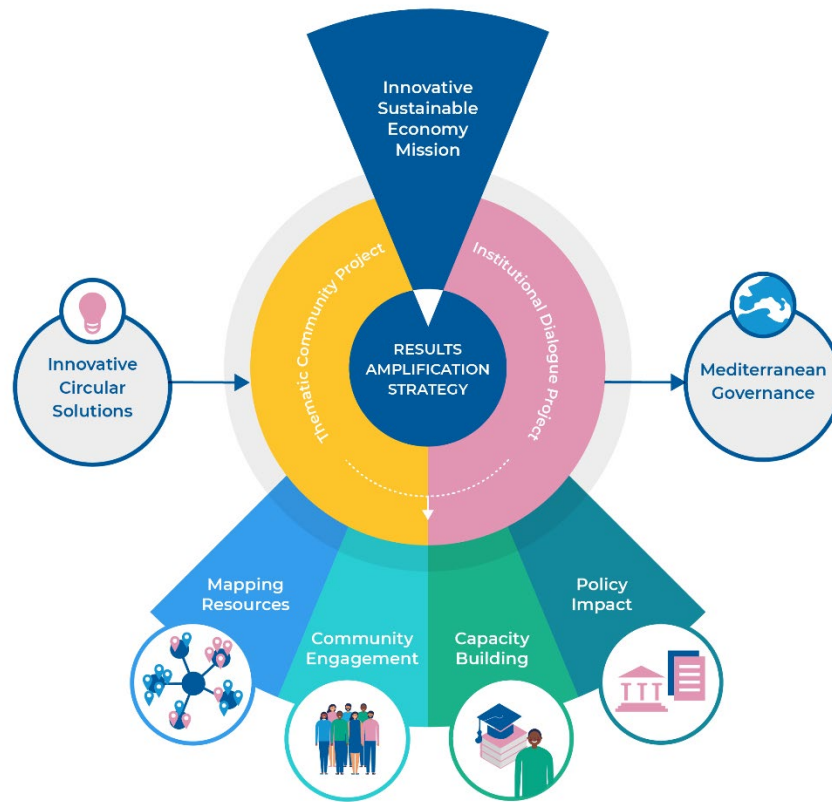 Innovative
Sustainable
Economy
Mission
Thematic Community Project
Institutional Dialogue Project
RESULTS
AMPLIFICATION
STRATEGY
Innovative
Circular
Solutions
Mediterranean
Governance
Mapping
Resources
Community
Engagement
Capacity
Building
Policy
Impact